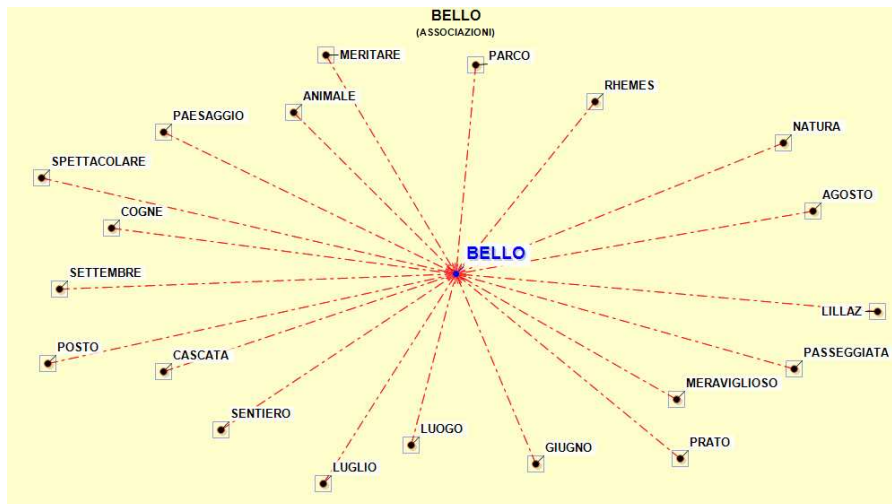 BELLO
(ASSOCIAZIONI)
MERITARE
PARCO
RHEMES
ANIMALE
PAESAGGIO
NATURA
SPETTACOLARE
AGOSTO
COGNE
BELLO
SETTEMBRE
LILLAZ
POSTO
CASCATA
PASSEGGIATA
MERAVIGLIOSO
SENTIERO
LUOGO
GIUGNO
PRATO
LUGLIO